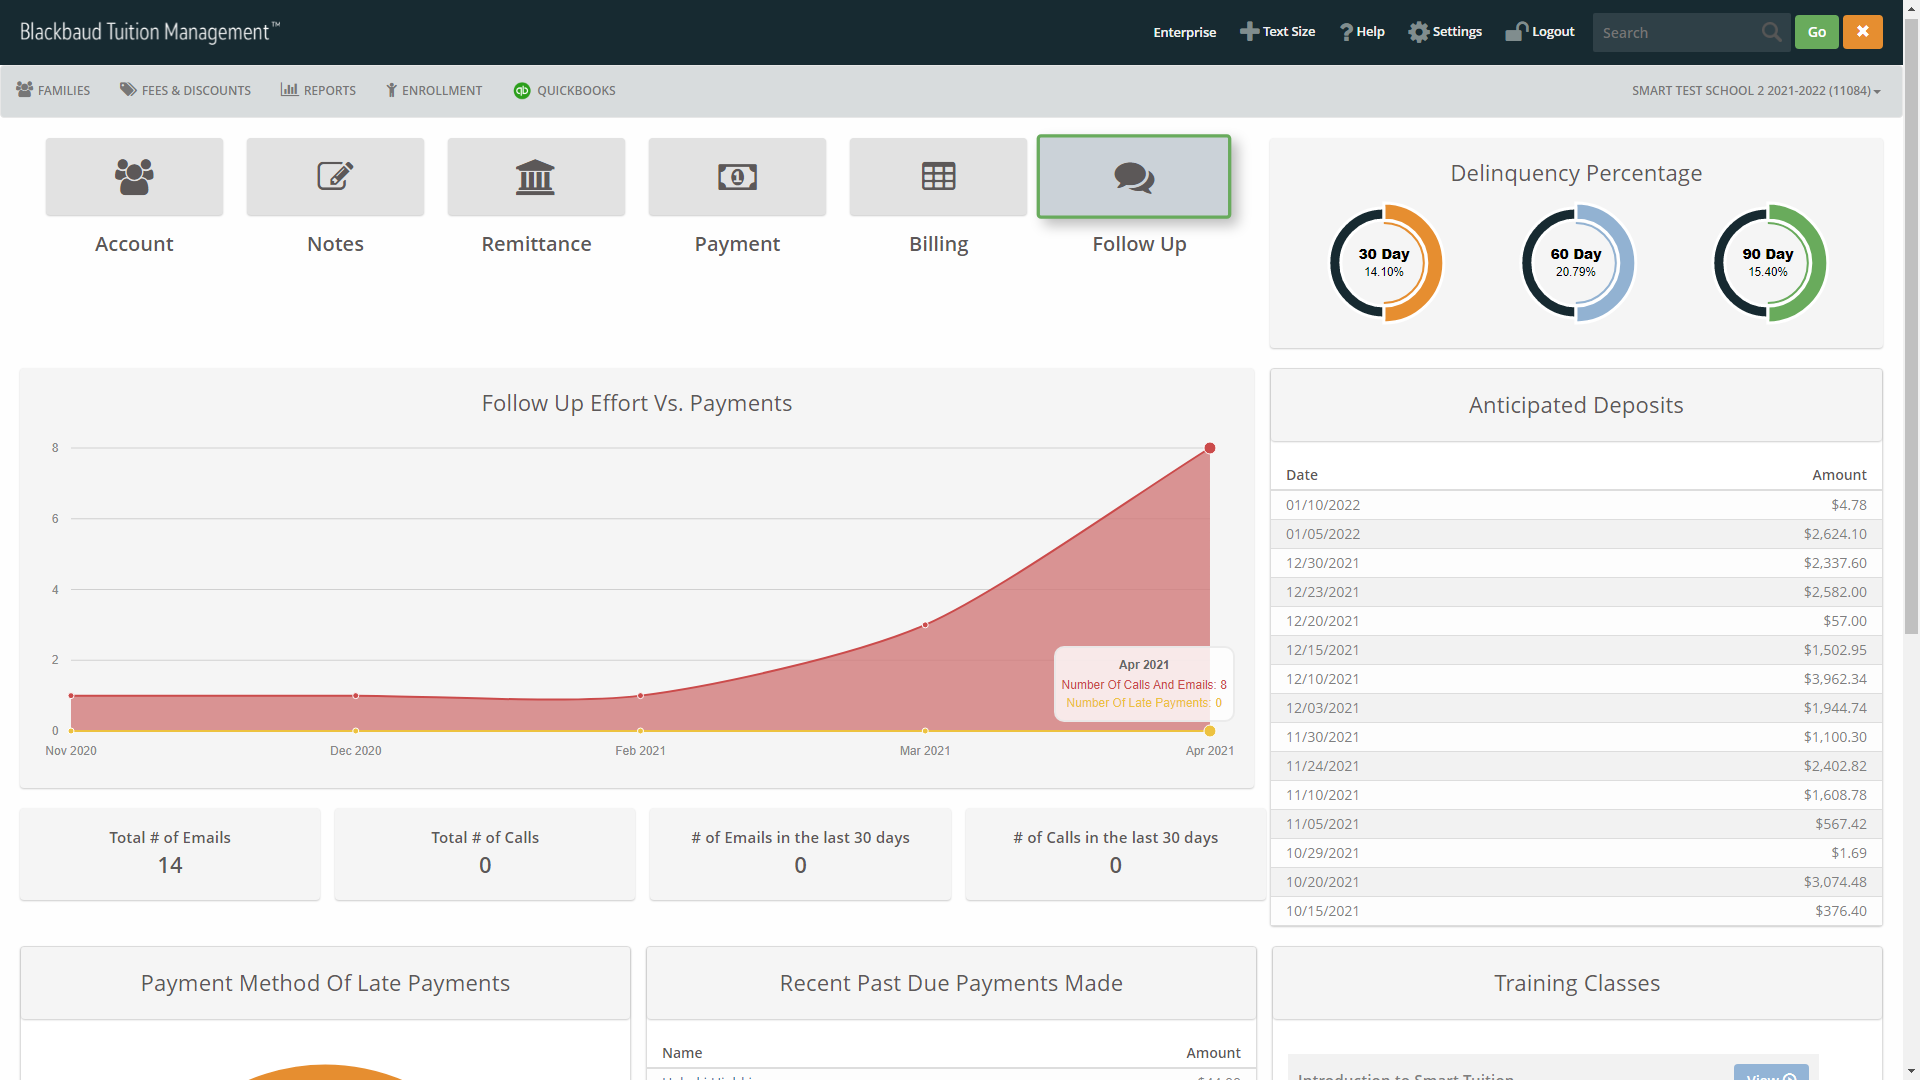 Blackbaud Tuition Management™
Enterprise
Text Size
Help
Settings
Logout
Search
Go
FAMILIES
FEES & DISCOUNTS
REPORTS
ENROLLMENT
qb QUICKBOOKS
SMART TEST SCHOOL 2 2021-2022 (11084)
Account
Notes
Remittance
Payment
Billing
Follow Up
Delinquency Percentage
30 Day
14.10%
60 Day
20.79%
90 Day
15.40%
Follow Up Effort Vs. Payments
8
6
4
2
0
Nov 2020
Dec 2020
Feb 2021
Mar 2021
Apr 2021
Apr 2021
Number Of Calls And Emails: 8
Number Of Late Payments: 0
Anticipated Deposits
Date Amount
01/10/2022 $4.78
01/05/2022 $2,624.10
12/30/2021 $2,337.60
12/23/2021 $2,582.00
12/20/2021 $57.00
12/15/2021 $1,502.95
12/10/2021 $3,962.34
12/03/2021 $1,944.74
11/30/2021 $1,100.30
11/24/2021 $2,402.82
11/10/2021 $1,608.78
11/05/2021 $567.42
10/29/2021 $1.69
10/20/2021 $3,074.48
10/15/2021 $376.40
Total # of Emails
14
Total # of Calls
0
# of Emails in the last 30 days
0
# of Calls in the last 30 days
0
Payment Method Of Late Payments
Recent Past Due Payments Made
Name Amount
Training Classes
Introduction to Smart Tuition
View